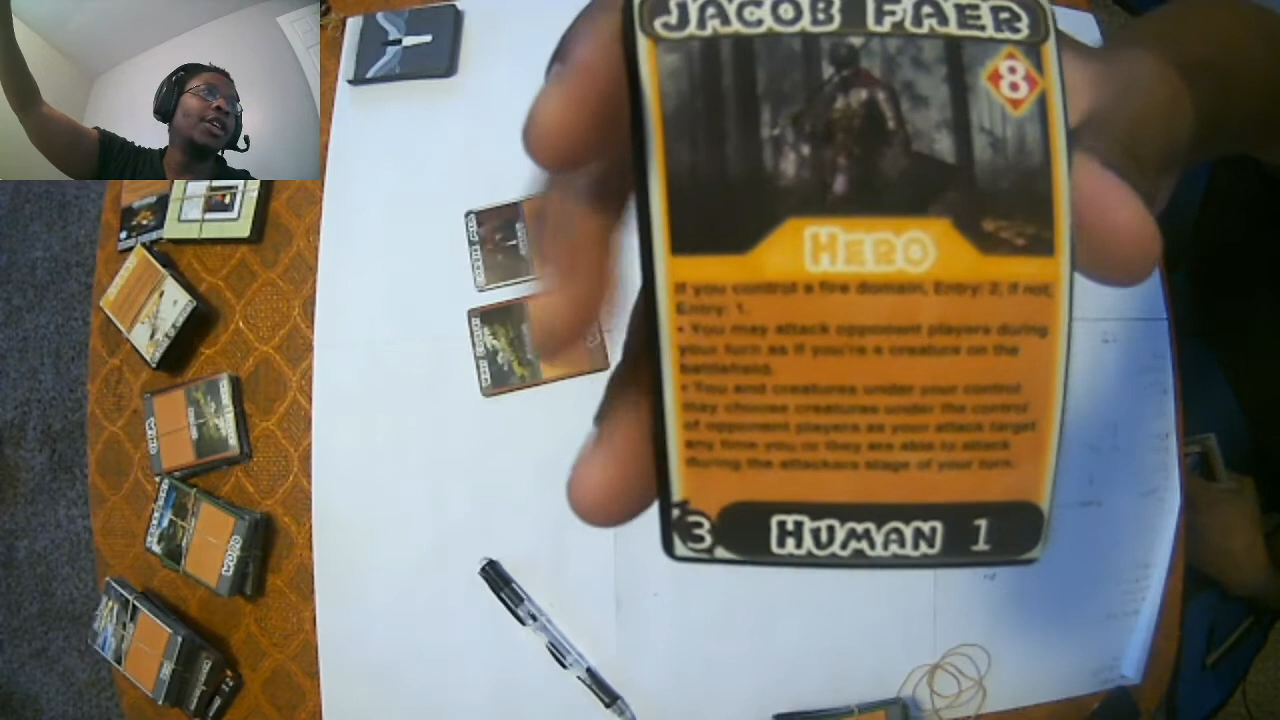 JACOB FAER
8
HERO
If you control a fire domain, Entry: 2; if not,
Entry: 1.
• You may attack opponent players during
your turn as if you're a creature on the
battlefield.
• You and creatures under your control
may choose creatures under the control
of opponent players as your attack target
any time you or they are able to attack
during the attackers stage of your turn.
3 HUMAN 1